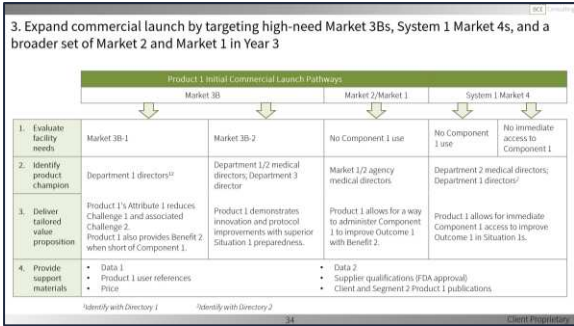 BCE Consulting
3. Expand commercial launch by targeting high-need Market 3Bs, System 1 Market 4s, and a
broader set of Market 2 and Market 1 in Year 3
Product 1 Initial Commercial Launch Pathways
Market 3B
Market 2/Market 1
System 1 Market 4
1. Evaluate
facility
needs
Market 3B-1
Market 3B-2
No Component 1 use
No Component
1 use
No immediate
access to
Component 1
2. Identify
product
champion
Department 1 directors
Department 1/2 medical
directors; Department 3
director
Market 1/2 agency
medical directors
Department 2 medical directors;
Department 1 directors²
3. Deliver
tailored
value
proposition
Product 1's Attribute 1 reduces
Challenge 1 and associated
Challenge 2.
Product 1 also provides Benefit 2
when short of Component 1.
Product 1 demonstrates
innovation and protocol
improvements with superior
Situation 1 preparedness.
Product 1 allows for a way
to administer Component
1 to improve Outcome 1
with Benefit 2.
Product 1 allows for immediate
Component 1 access to improve
Outcome 1 in Situation 1s.
4. Provide
support
materials
• Data 1
• Product 1 user references
• Price
• Data 2
• Supplier qualifications (FDA approval)
• Client and Segment 2 Product 1 publications
¹Identify with Directory 1
²Identify with Directory 2
34
Client Proprietary